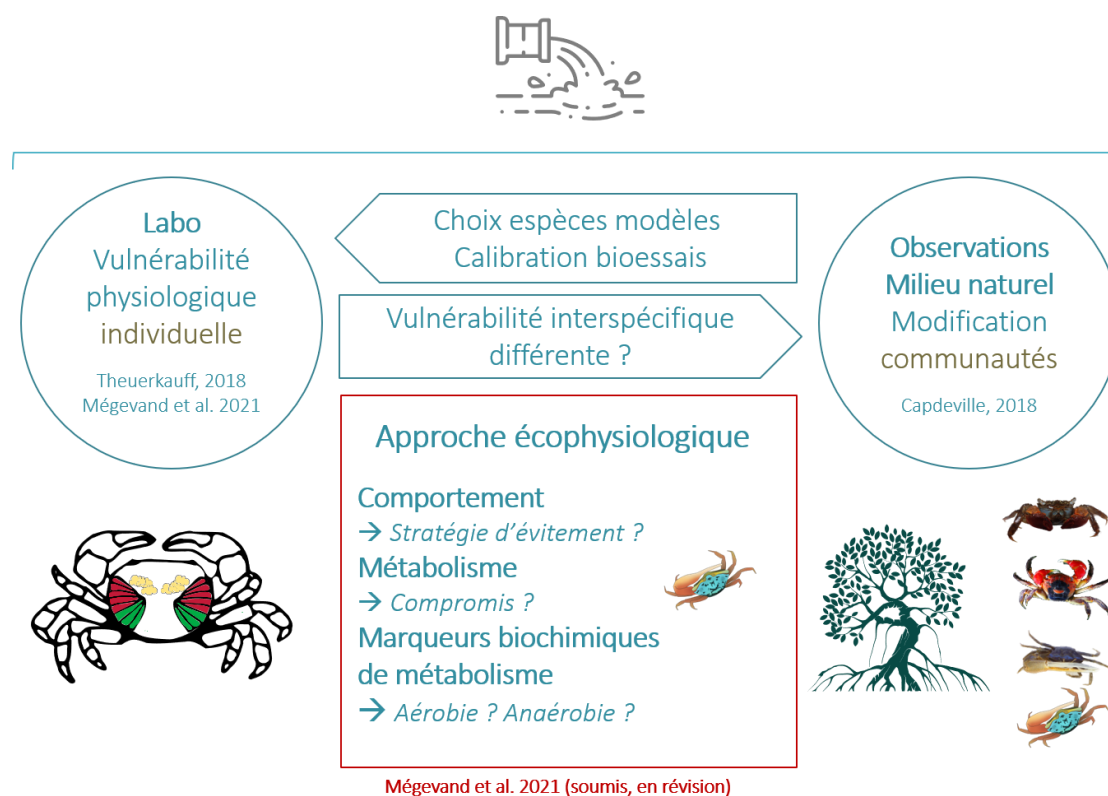 Labo
Vulnérabilité
physiologique
individuelle
Theuerkauff, 2018
Mégevand et al. 2021
Choix espèces modèles
Calibration bioessais
Vulnérabilité interspécifique
différente ?
Observations
Milieu naturel
Modification
communautés
Capdeville, 2018
Approche écophysiologique
Comportement
→ Stratégie d'évitement ?
Métabolisme
→ Compromis ?
Marqueurs biochimiques
de métabolisme
→ Aérobie ? Anaérobie ?
Mégevand et al. 2021 (soumis, en révision)